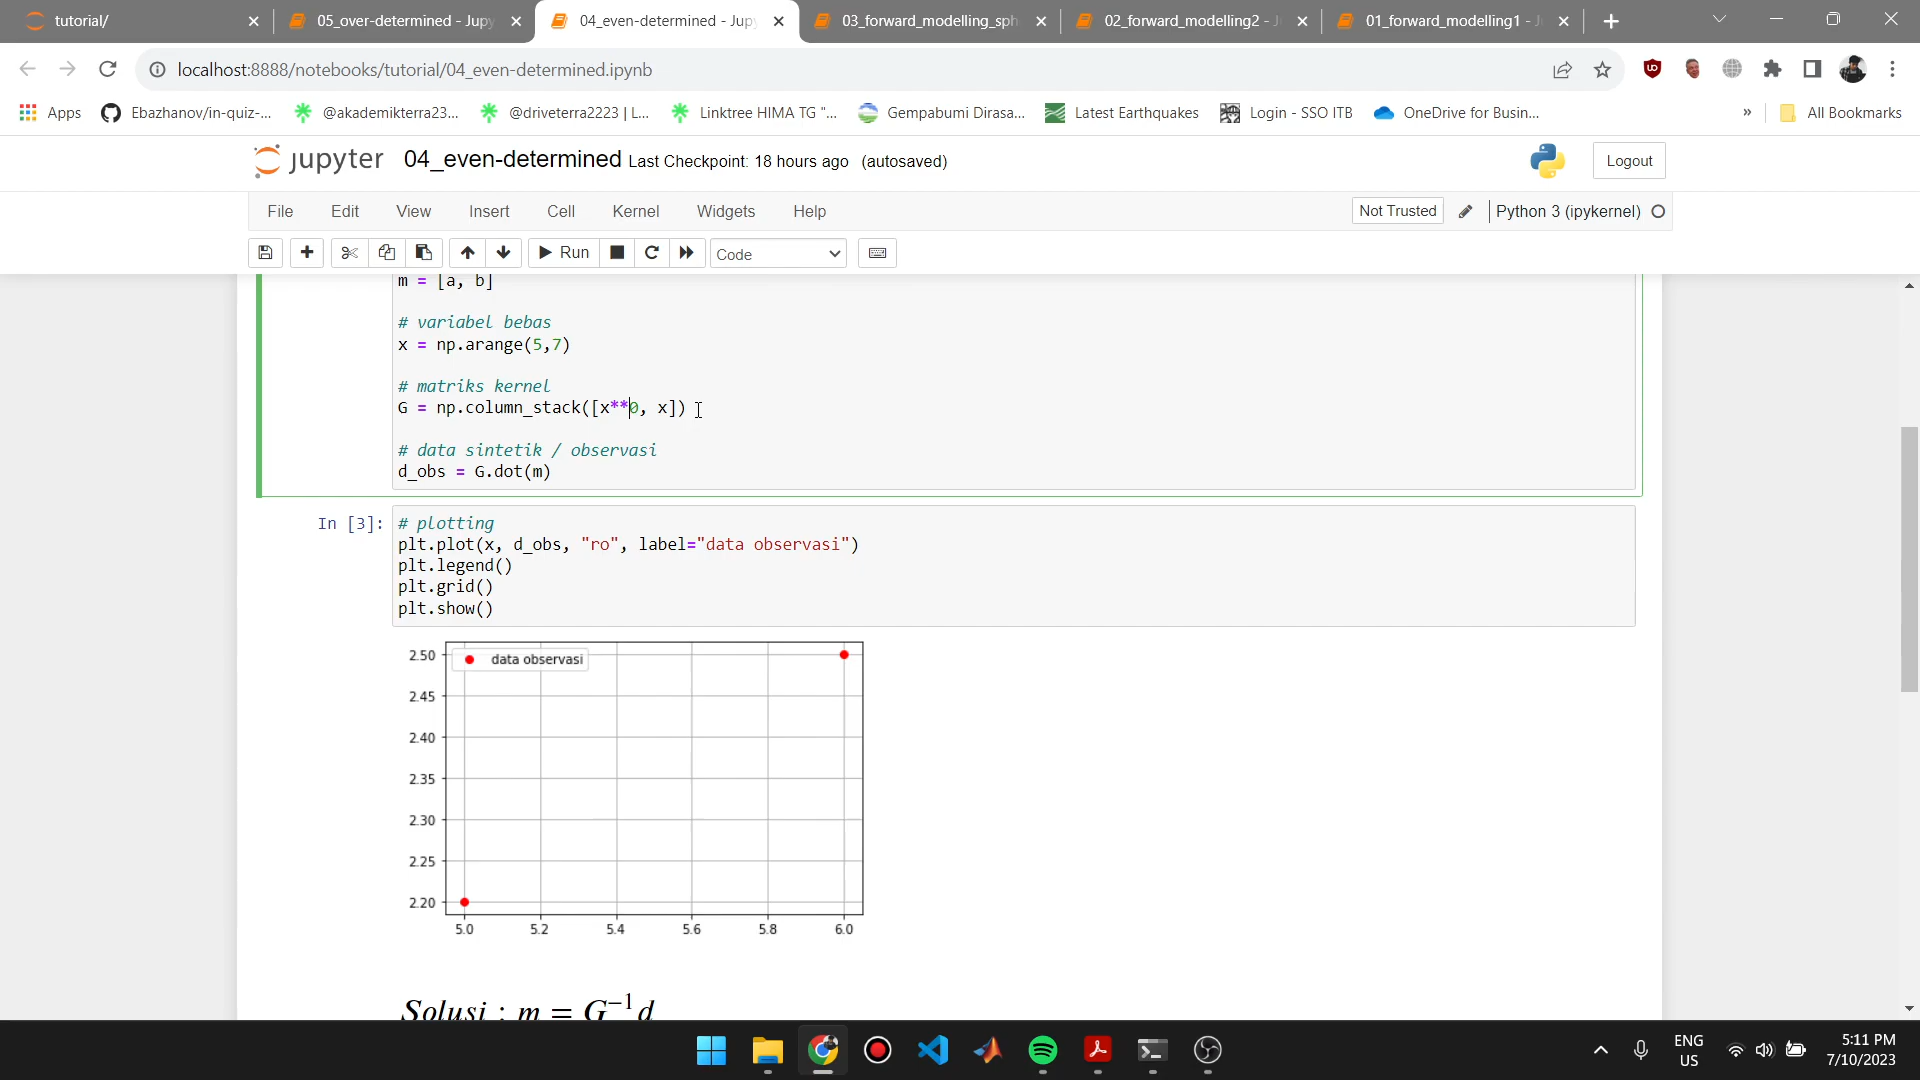 tutorial/
05_over-determined - Jupy
04_even-determined - Jup
03_forward_modelling_sph
02_forward_modelling2 - J
01_forward_modelling1 - J
localhost:8888/notebooks/tutorial/04_even-determined.ipynb
Apps
Ebazhanov/in-quiz-...
@akademikterra23...
@driveterra2223 | L...
Linktree HIMA TG "...
Gempabumi Dirasa...
Latest Earthquakes
Login - SSO ITB
OneDrive for Busin...
»
All Bookmarks
jupyter 04_even-determined Last Checkpoint: 18 hours ago (autosaved)
Logout
File Edit View Insert Cell Kernel Widgets Help
Not Trusted
Python 3 (ipykernel)
Run
Code
m = [a, b]
# variabel bebas
x = np.arange(5,7)
# matriks kernel
G = np.column_stack([x**0, x])
# data sintetik / observasi
d_obs = G.dot(m)
In [3]:
# plotting
plt.plot(x, d_obs, "ro", label="data observasi")
plt.legend()
plt.grid()
plt.show()
data observasi
2.50
2.45
2.40
2.35
2.30
2.25
2.20
5.0 5.2 5.4 5.6 5.8 6.0
Solusi : m = G⁻¹d
ENG
US
5:11 PM
7/10/2023